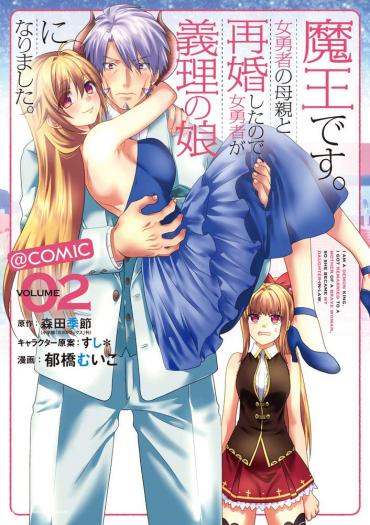 魔王です。
女勇者の母親と
再婚したので、
女勇者が
義理の娘
になりました。
@COMIC
VOLUME
02
原作：森田季節
キャラクター原案：すし*
漫画：郁橋むいこ
I AM A DEMON KING.
I GOT REMARRIED TO A
MOTHER OF A BRAVE WOMAN,
SO SHE BECAME MY
DAUGHTER-IN-LAW.